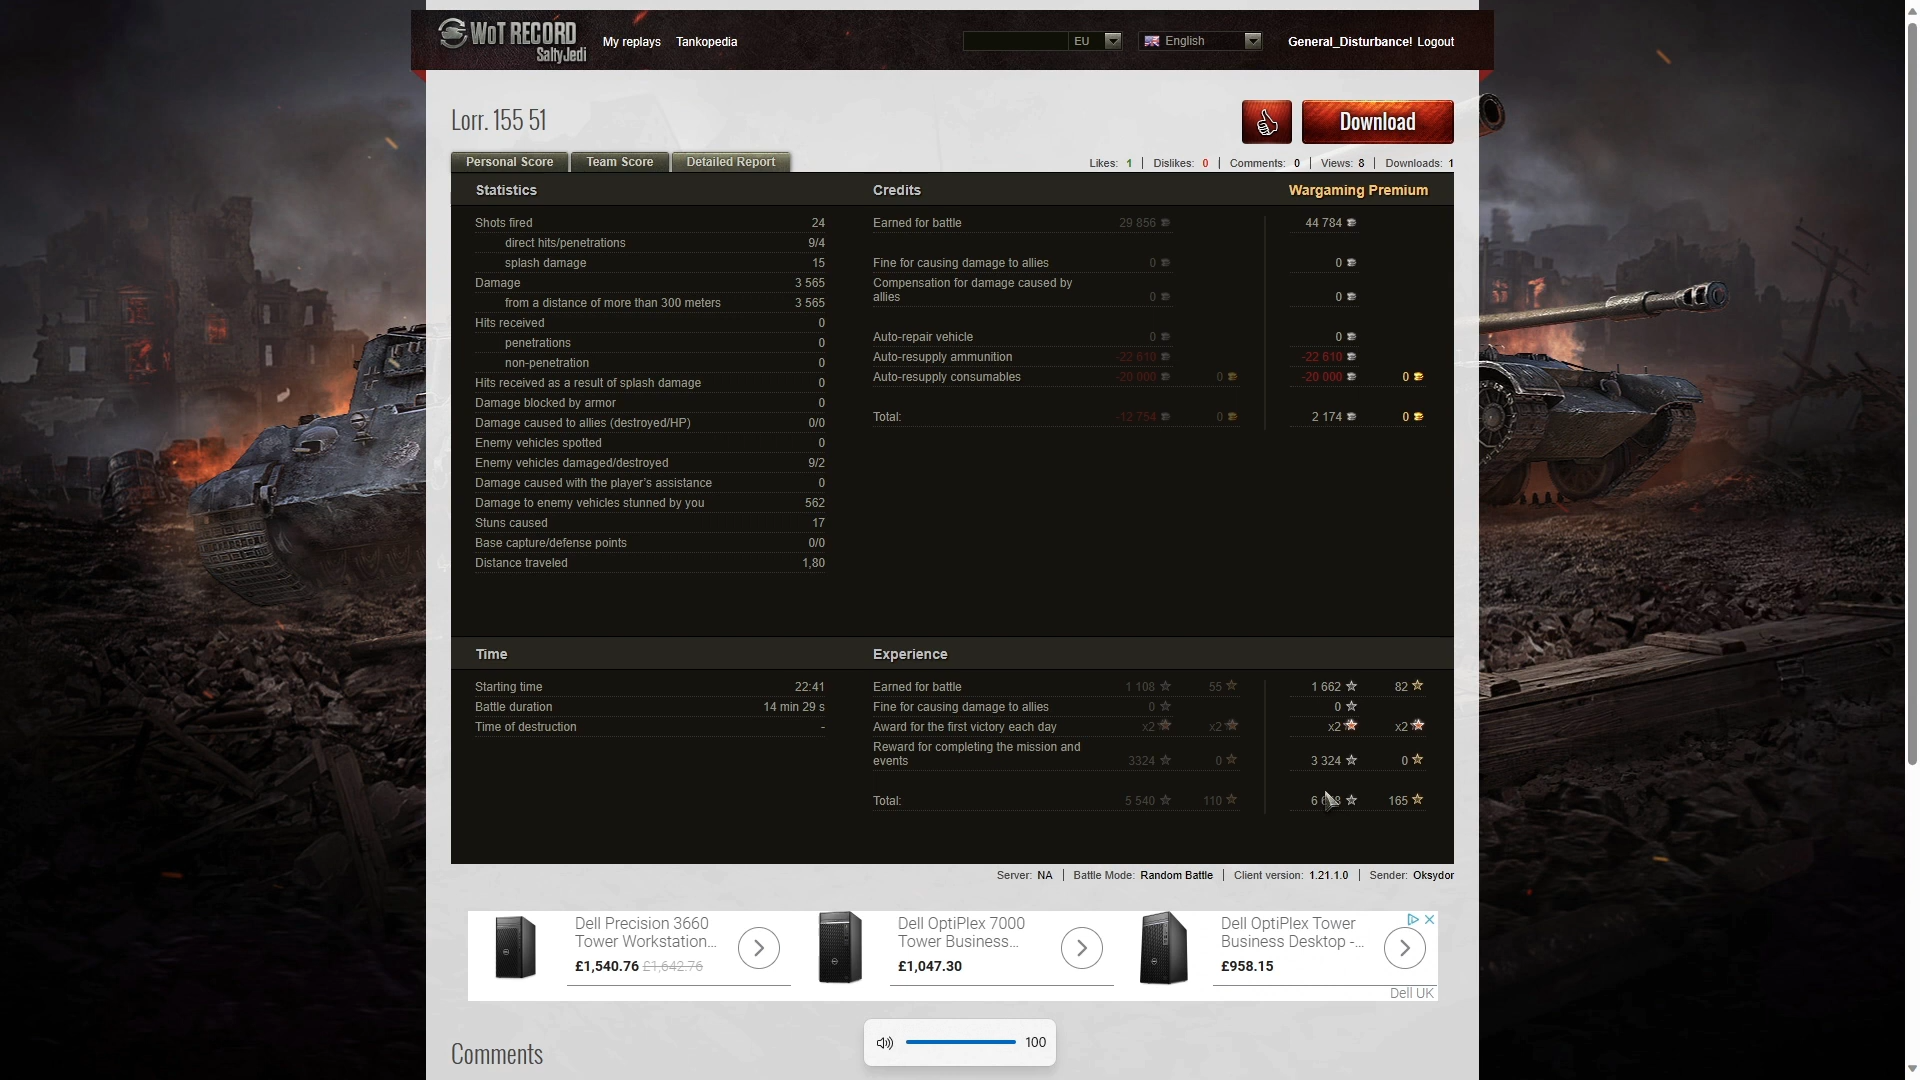 WOT RECORD
SaltyJedi
My replays
Tankopedia
EU
English
General_Disturbance! Logout
Lorr. 155 51
Download
Personal Score
Team Score
Detailed Report
Likes: 1 | Dislikes: 0 | Comments: 0 | Views: 8 | Downloads: 1
Statistics
Credits
Wargaming Premium
Shots fired 24
direct hits/penetrations 9/4
splash damage 15
Damage 3 565
from a distance of more than 300 meters 3 565
Hits received 0
penetrations 0
non-penetration 0
Hits received as a result of splash damage 0
Damage blocked by armor 0
Damage caused to allies (destroyed/HP) 0/0
Enemy vehicles spotted 0
Enemy vehicles damaged/destroyed 9/2
Damage caused with the player's assistance 0
Damage to enemy vehicles stunned by you 562
Stuns caused 17
Base capture/defense points 0/0
Distance traveled 1,80
Earned for battle 29 856 44 784
Fine for causing damage to allies 0 0
Compensation for damage caused by
allies 0 0
Auto-repair vehicle 0 0
Auto-resupply ammunition -22 610 -22 610
Auto-resupply consumables -20 000 0 -20 000 0
Total: -12 754 0 2 174 0
Time
Experience
Starting time 22:41
Battle duration 14 min 29 s
Time of destruction -
Earned for battle 1 108 55 1 662 82
Fine for causing damage to allies 0 0
Award for the first victory each day x2 x2 x2 x2
Reward for completing the mission and
events 3324 0 3 324 0
Total: 5 540 110 165
Server: NA | Battle Mode: Random Battle | Client version: 1.21.1.0 | Sender: Oksydor
Dell Precision 3660
Tower Workstation...
£1,540.76 £1,642.76
Dell OptiPlex 7000
Tower Business...
£1,047.30
Dell OptiPlex Tower
Business Desktop -...
£958.15
Dell UK
100
Comments